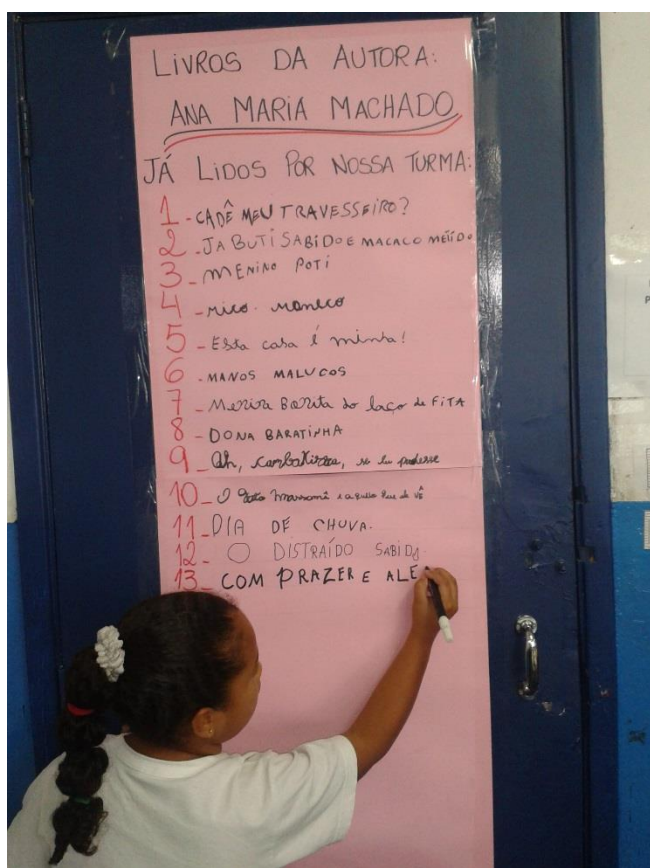 LIVROS DA AUTORA:
ANA MARIA MACHADO
JÁ LIDOS POR NOSSA TURMA:
1 - CADÊ MEU TRAVESSEIRO?
2 - JABUTI SABIDO E MACACO METIDO
3 - MENINO POTI
4 - mico maneco
5 - Esta casa é minha!
6 - MANOS MALUCOS
7 - Menina Bonita do laço de FITA
8 - DONA BARATINHA
9 - Ah, Cambaxirra, se eu pudesse
10 - O gato massamê e aquilo que ele VÊ
11 - DIA DE CHUVA.
12 - O DISTRAÍDO SABIDO
13 - COM PRAZER E ALE